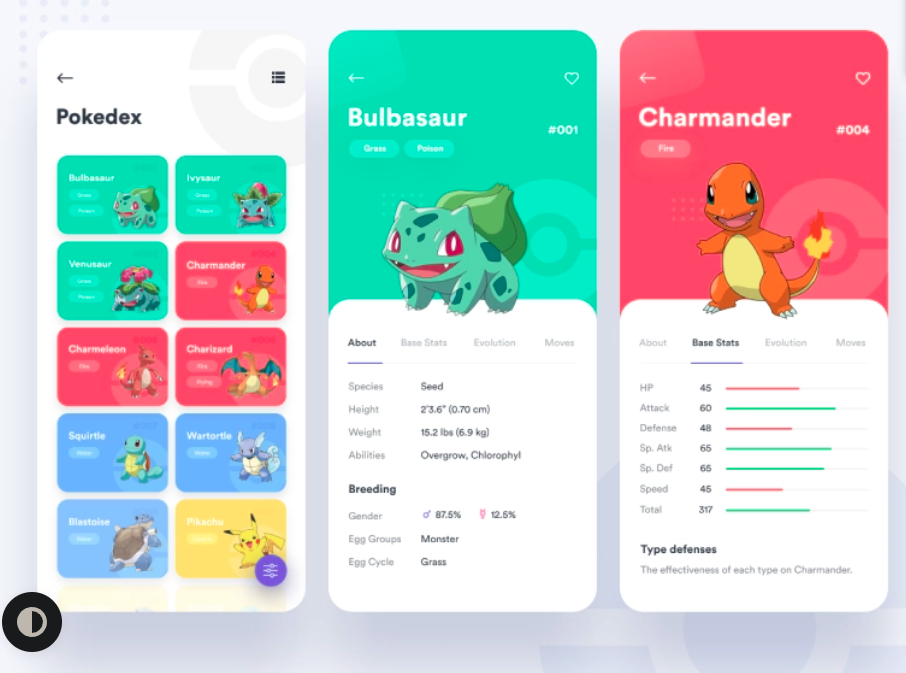 Pokedex
Bulbasaur
Grass
Poison
Ivysaur
Grass
Poison
Venusaur
Grass
Poison
Charmander
Fire
Charmeleon
Fire
Charizard
Fire
Flying
Squirtle
Water
Wartortle
Water
Blastoise
Water
Pikachu
Bulbasaur
#001
Grass Poison
About Base Stats Evolution Moves
Species Seed
Height 2'3.6" (0.70 cm)
Weight 15.2 lbs (6.9 kg)
Abilities Overgrow, Chlorophyl
Breeding
Gender ♂ 87.5% 12.5%
Egg Groups Monster
Egg Cycle Grass
Charmander
#004
Fire
About Base Stats Evolution Moves
HP 45
Attack 60
Defense 48
Sp. Atk 65
Sp. Def 65
Speed 45
Total 317
Type defenses
The effectiveness of each type on Charmander.